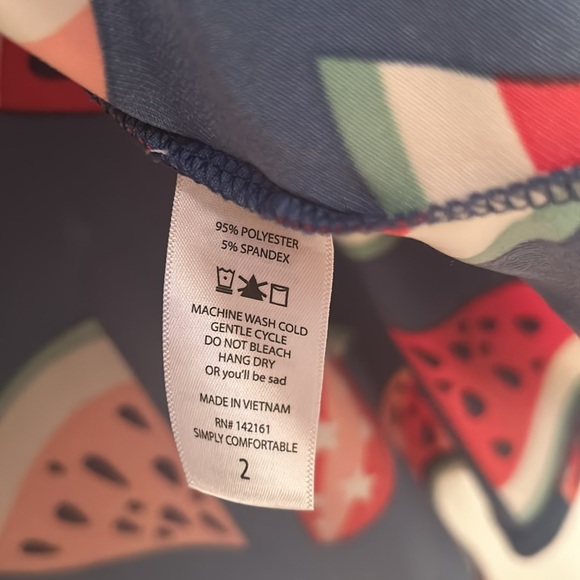 95% POLYESTER
5% SPANDEX
MACHINE WASH COLD
GENTLE CYCLE
DO NOT BLEACH
HANG DRY
OR you'll be sad
MADE IN VIETNAM
RN# 142161
SIMPLY COMFORTABLE
2